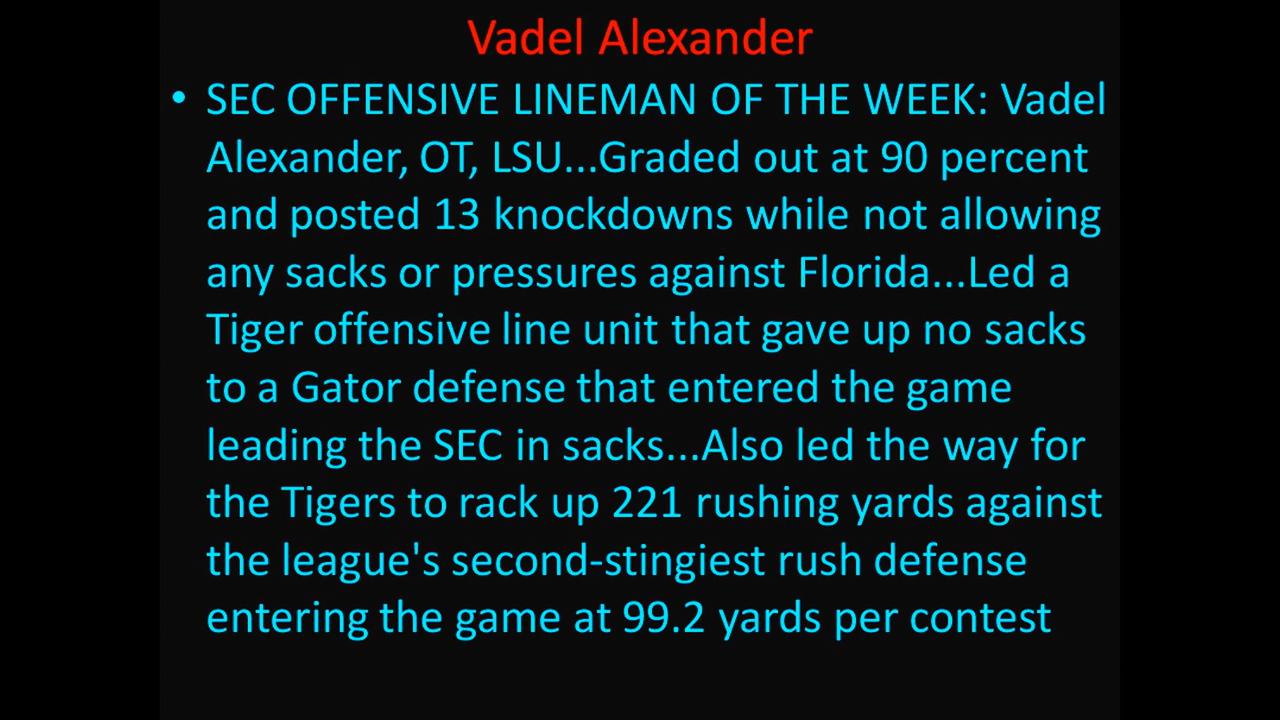 Vadel Alexander
• SEC OFFENSIVE LINEMAN OF THE WEEK: Vadel
Alexander, OT, LSU...Graded out at 90 percent
and posted 13 knockdowns while not allowing
any sacks or pressures against Florida...Led a
Tiger offensive line unit that gave up no sacks
to a Gator defense that entered the game
leading the SEC in sacks...Also led the way for
the Tigers to rack up 221 rushing yards against
the league's second-stingiest rush defense
entering the game at 99.2 yards per contest